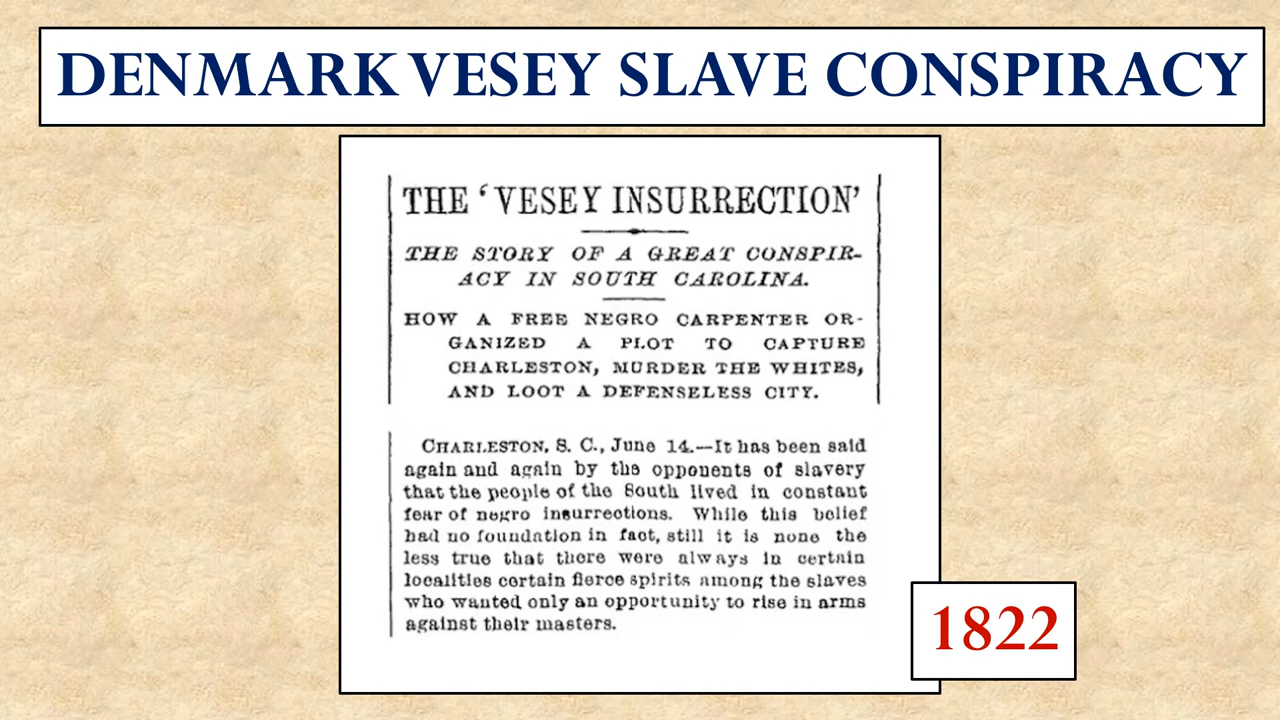 DENMARK VESEY SLAVE CONSPIRACY
THE ‘VESEY INSURRECTION’
THE STORY OF A GREAT CONSPIR-
ACY IN SOUTH CAROLINA.
HOW A FREE NEGRO CARPENTER OR-
GANIZED A PLOT TO CAPTURE
CHARLESTON, MURDER THE WHITES,
AND LOOT A DEFENSELESS CITY.
CHARLESTON, S. C., June 14.—It has been said
again and again by the opponents of slavery
that the people of the South lived in constant
fear of negro insurrections. While this belief
had no foundation in fact, still it is none the
less true that there were always in certain
localities certain fierce spirits among the slaves
who wanted only an opportunity to rise in arms
against their masters.
1822